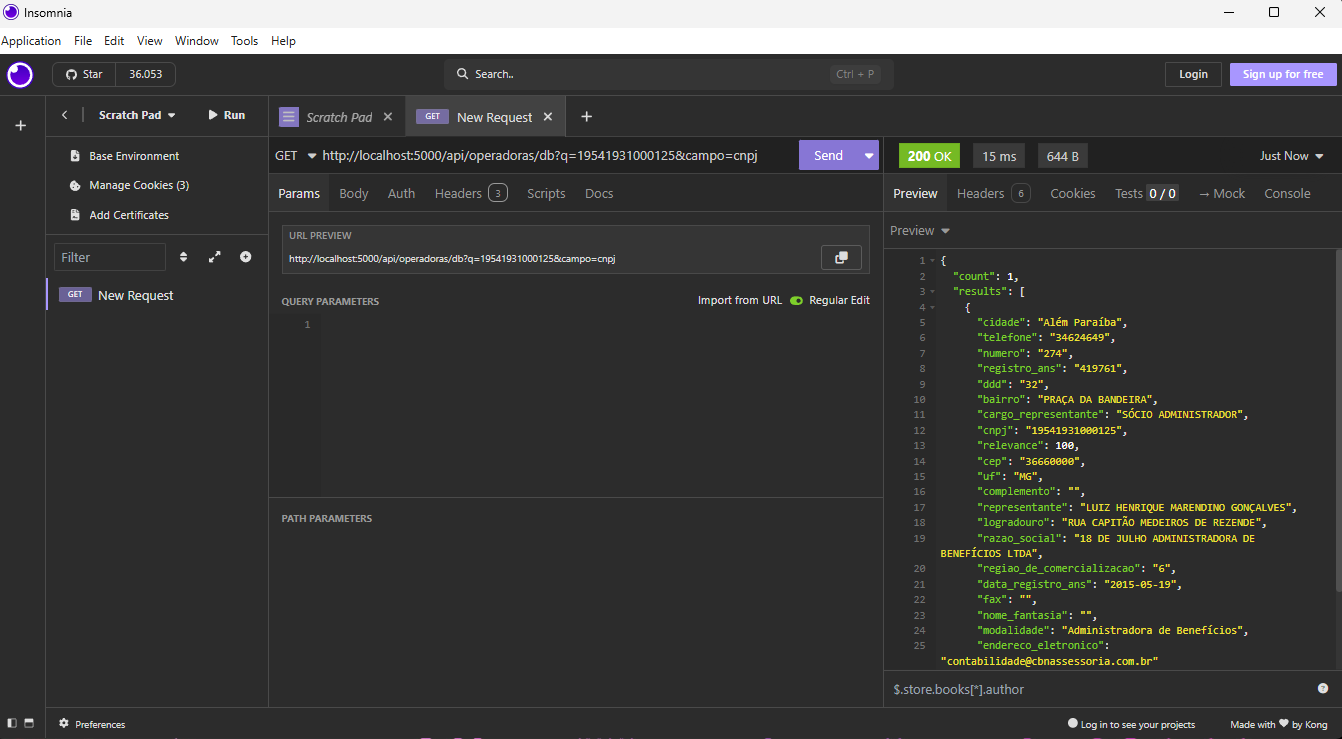 Insomnia
Application File Edit View Window Tools Help
Star 36.053
Search.. Ctrl + P
Login Sign up for free
Scratch Pad Run
Scratch Pad
GET New Request
Base Environment
Manage Cookies (3)
Add Certificates
Filter
GET New Request
GET http://localhost:5000/api/operadoras/db?q=19541931000125&campo=cnpj Send
Params Body Auth Headers 3 Scripts Docs
URL PREVIEW
http://localhost:5000/api/operadoras/db?q=19541931000125&campo=cnpj
QUERY PARAMETERS Import from URL Regular Edit
1
PATH PARAMETERS
200 OK 15 ms 644 B Just Now
Preview Headers 6 Cookies Tests 0 / 0 → Mock Console
Preview
1 {
2 "count": 1,
3 "results": [
4 {
5 "cidade": "Além Paraíba",
6 "telefone": "34624649",
7 "numero": "274",
8 "registro_ans": "419761",
9 "ddd": "32",
10 "bairro": "PRAÇA DA BANDEIRA",
11 "cargo_representante": "SÓCIO ADMINISTRADOR",
12 "cnpj": "19541931000125",
13 "relevance": 100,
14 "cep": "36660000",
15 "uf": "MG",
16 "complemento": "",
17 "representante": "LUIZ HENRIQUE MARENDINO GONÇALVES",
18 "logradouro": "RUA CAPITÃO MEDEIROS DE REZENDE",
19 "razao_social": "18 DE JULHO ADMINISTRADORA DE
BENEFÍCIOS LTDA",
20 "regiao_de_comercializacao": "6",
21 "data_registro_ans": "2015-05-19",
22 "fax": "",
23 "nome_fantasia": "",
24 "modalidade": "Administradora de Benefícios",
25 "endereco_eletronico":
"contabilidade@cbnassessoria.com.br"
$.store.books[*].author
Preferences
Log in to see your projects Made with ♥ by Kong